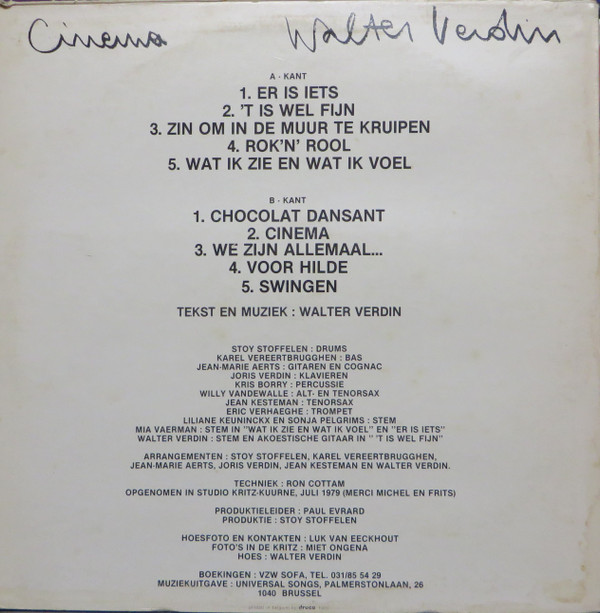 Cinema Walter Verdin
A - KANT
1. ER IS IETS
2. 'T IS WEL FIJN
3. ZIN OM IN DE MUUR TE KRUIPEN
4. ROK'N' ROOL
5. WAT IK ZIE EN WAT IK VOEL
B - KANT
1. CHOCOLAT DANSANT
2. CINEMA
3. WE ZIJN ALLEMAAL...
4. VOOR HILDE
5. SWINGEN
TEKST EN MUZIEK : WALTER VERDIN
STOY STOFFELEN : DRUMS
KAREL VEREERTBRUGGHEN : BAS
JEAN-MARIE AERTS : GITAREN EN COGNAC
JORIS VERDIN : KLAVIEREN
KRIS BORRY : PERCUSSIE
WILLY VANDEWALLE : ALT- EN TENORSAX
JEAN KESTEMAN : TENORSAX
ERIC VERHAEGHE : TROMPET
LILIANE KEUNINCKX EN SONJA PELGRIMS : STEM
MIA VAERMAN : STEM IN "WAT IK ZIE EN WAT IK VOEL" EN "ER IS IETS"
WALTER VERDIN : STEM EN AKOESTISCHE GITAAR IN " 'T IS WEL FIJN"
ARRANGEMENTEN : STOY STOFFELEN, KAREL VEREERTBRUGGHEN,
JEAN-MARIE AERTS, JORIS VERDIN, JEAN KESTEMAN EN WALTER VERDIN.
TECHNIEK : RON COTTAM
OPGENOMEN IN STUDIO KRITZ-KUURNE, JULI 1979 (MERCI MICHEL EN FRITS)
PRODUKTIELEIDER : PAUL EVRARD
PRODUKTIE : STOY STOFFELEN
HOESFOTO EN KONTAKTEN : LUK VAN EECKHOUT
FOTO'S IN DE KRITZ : MIET ONGENA
HOES : WALTER VERDIN
BOEKINGEN : VZW SOFA, TEL. 031/85 54 29
MUZIEKUITGAVE : UNIVERSAL SONGS, PALMERSTONLAAN, 26
1040 BRUSSEL